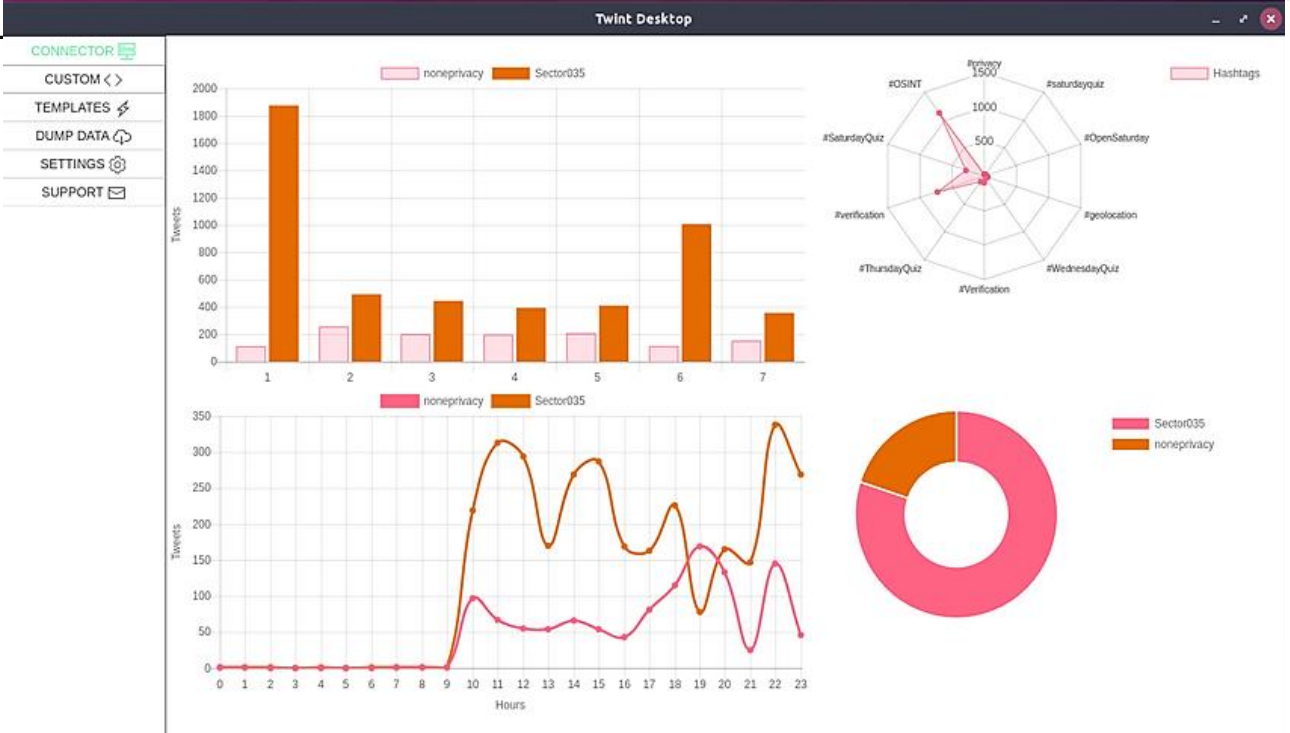 Twint Desktop
CONNECTOR
CUSTOM < >
TEMPLATES
DUMP DATA
SETTINGS
SUPPORT
noneprivacy Sector035
Tweets
2000
1800
1600
1400
1200
1000
800
600
400
200
0
1 2 3 4 5 6 7
noneprivacy Sector035
Tweets
350
300
250
200
150
100
50
0
0 1 2 3 4 5 6 7 8 9 10 11 12 13 14 15 16 17 18 19 20 21 22 23
Hours
Hashtags
#privacy
1500
1000
500
#saturdayquiz
#OpenSaturday
#geolocation
#WednesdayQuiz
#Verification
#ThursdayQuiz
#verification
#SaturdayQuiz
#OSINT
Sector035
noneprivacy